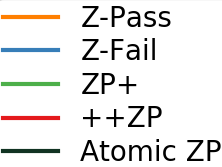 Z-Pass
Z-Fail
ZP+
++ZP
Atomic ZP